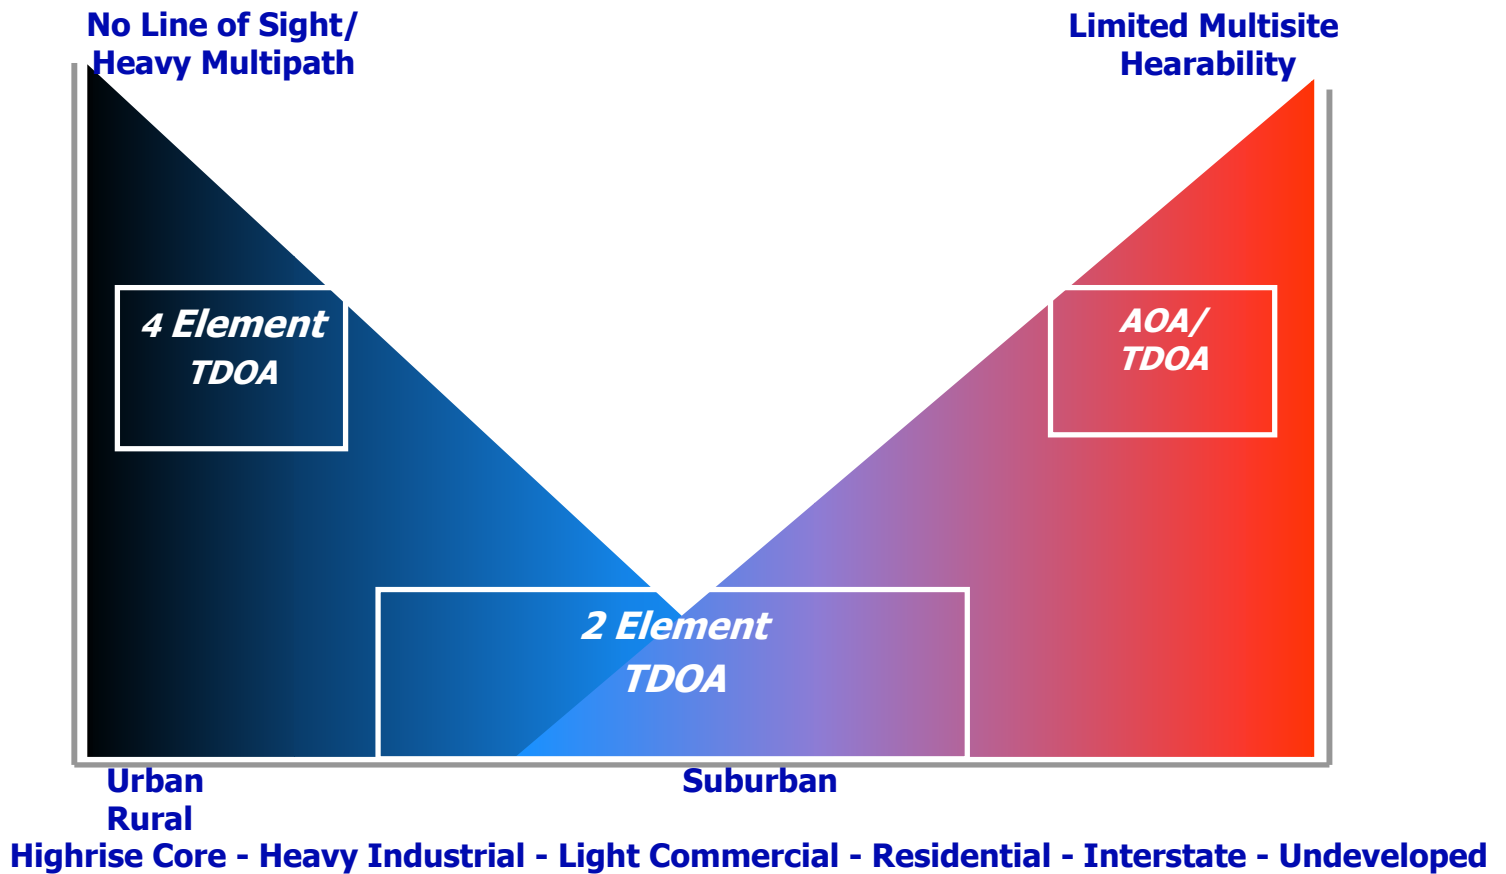 No Line of Sight/
Heavy Multipath
Limited Multisite
Hearability
4 Element
TDOA
AOA/
TDOA
2 Element
TDOA
Urban
Suburban
Rural
Highrise Core - Heavy Industrial - Light Commercial - Residential - Interstate - Undeveloped